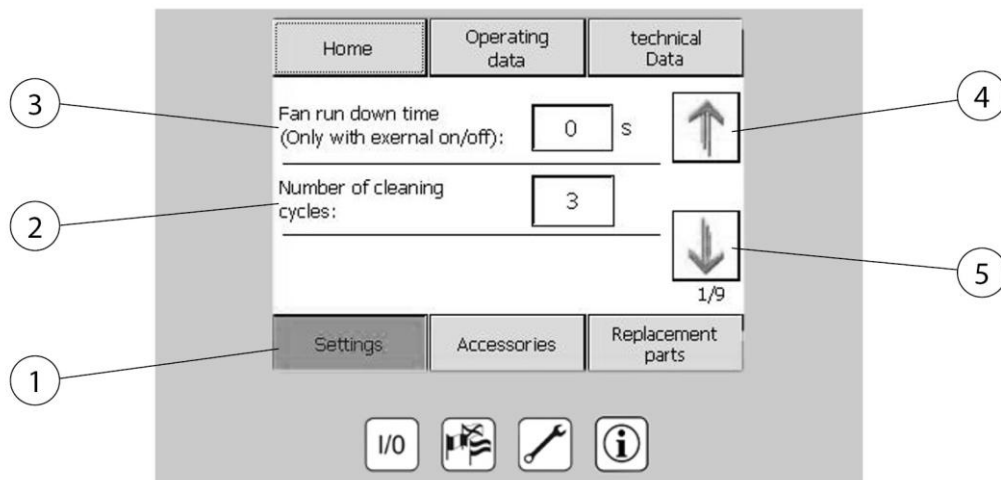 Home
Operating
data
technical
Data
3
Fan run down time
(Only with exernal on/off):
0
s
4
2
Number of cleaning
cycles:
3
5
1/9
1
Settings
Accessories
Replacement
parts
I/0
i